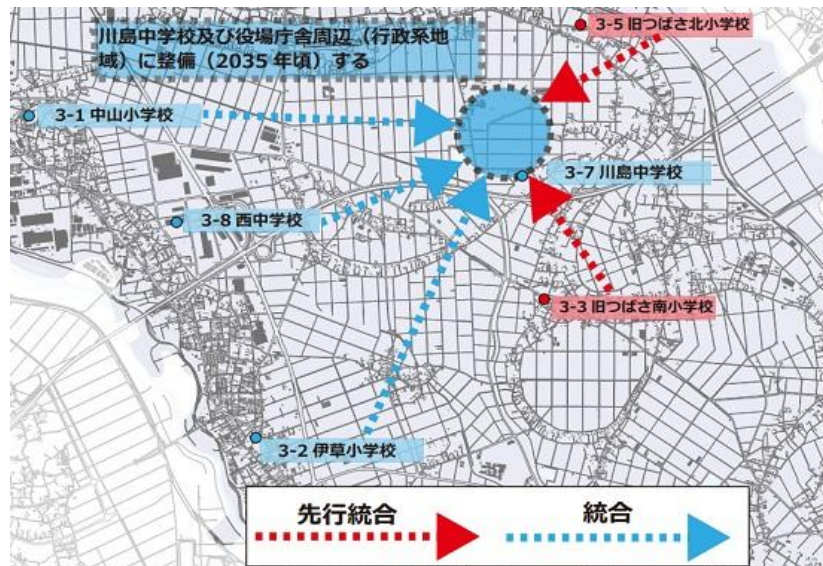 川島中学校及び役場庁舎周辺（行政系地
域）に整備（2035年頃）する
3-5 旧つばさ北小学校
3-1 中山小学校
3-7 川島中学校
3-8 西中学校
3-3 旧つばさ南小学校
3-2 伊草小学校
先行統合
統合